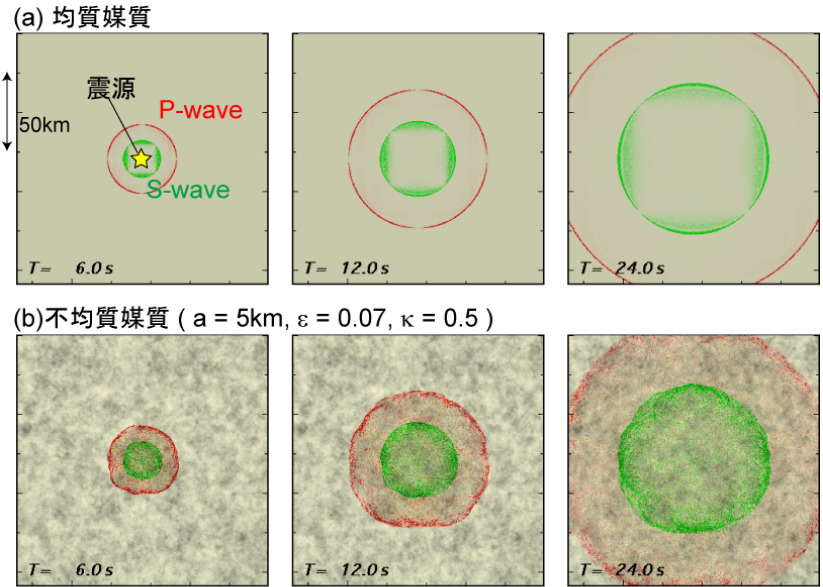 (a) 均質媒質
震源
P-wave
50km
S-wave
T= 6.0 s
T= 12.0 s
T= 24.0 s
(b)不均質媒質 ( a = 5km, ε = 0.07, κ = 0.5 )
T= 6.0 s
T= 12.0 s
T= 24.0 s